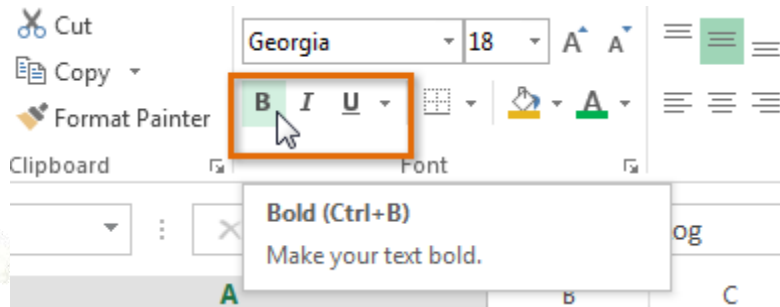 Cut
Georgia 18 A A
Copy
B I U A
Format Painter
Clipboard Font
Bold (Ctrl+B)
Make your text bold.
og
A B C